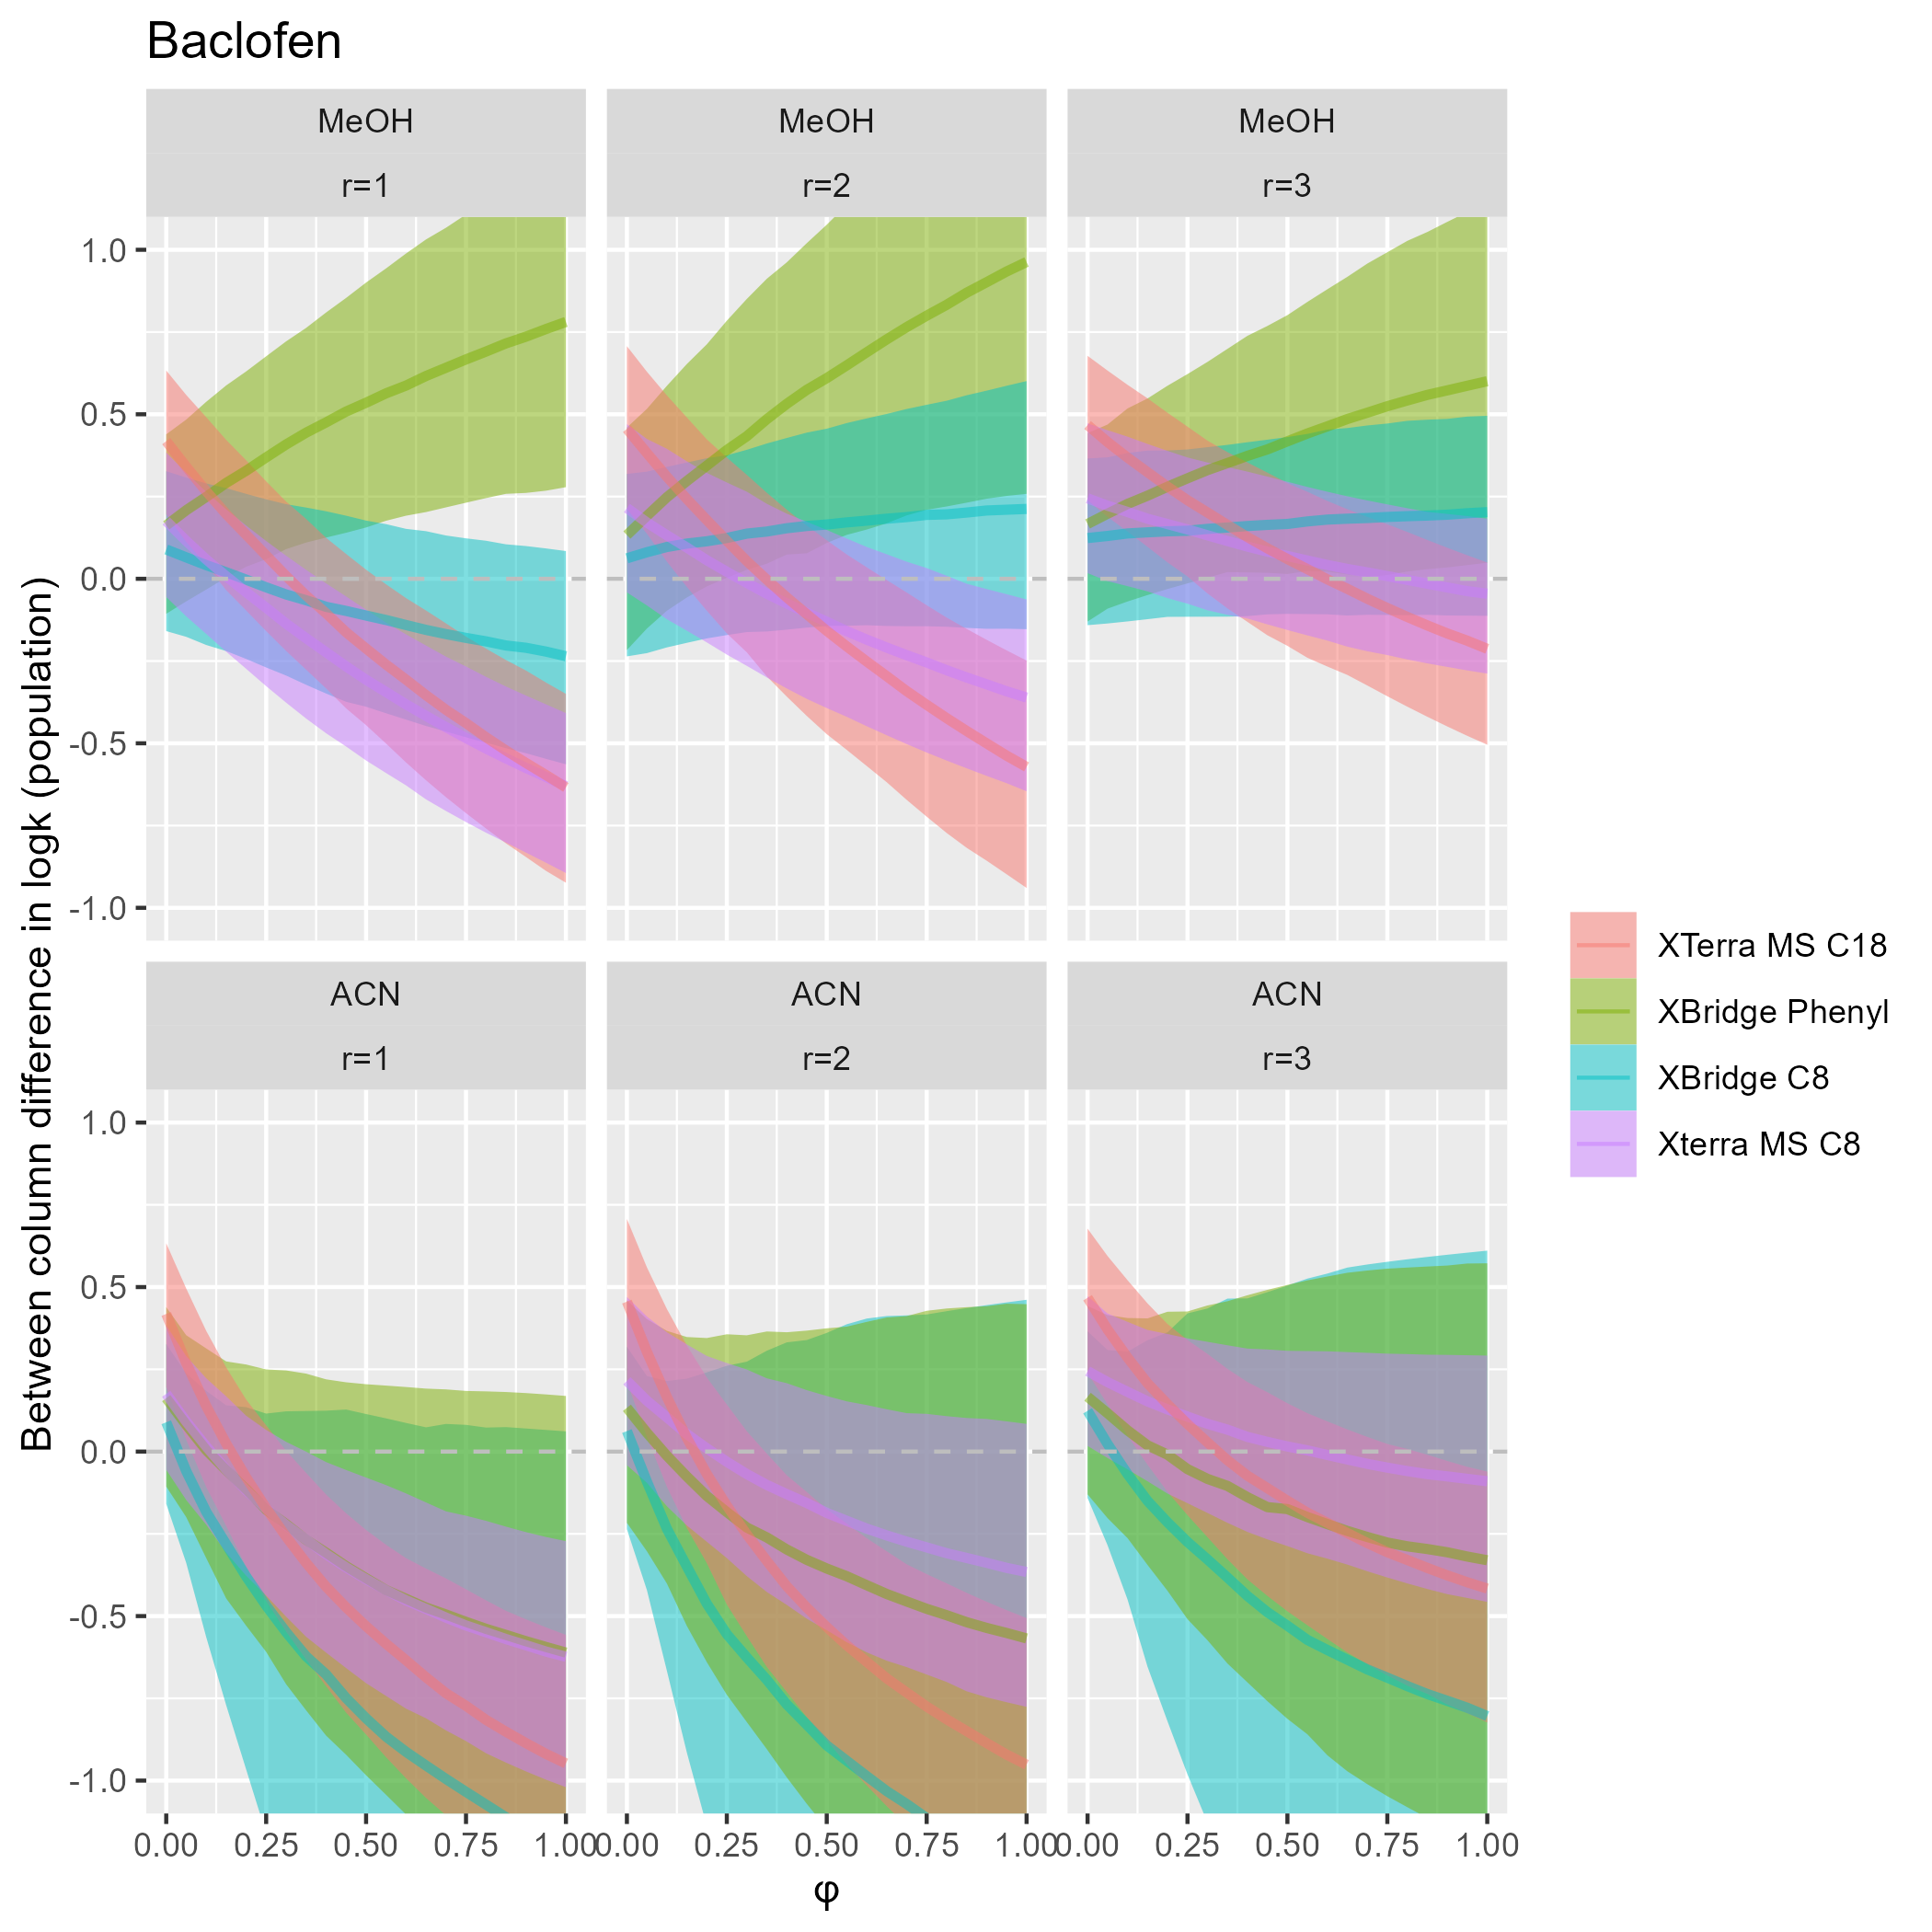 Baclofen
MeOH
MeOH
MeOH
r=1
r=2
r=3
1.0
0.5
0.0
-0.5
-1.0
ACN
ACN
ACN
r=1
r=2
r=3
1.0
0.5
0.0
-0.5
-1.0
0.00 0.25 0.50 0.75 1.00
0.00 0.25 0.50 0.75 1.00
0.00 0.25 0.50 0.75 1.00
φ
Between column difference in logk (population)
XTerra MS C18
XBridge Phenyl
XBridge C8
Xterra MS C8